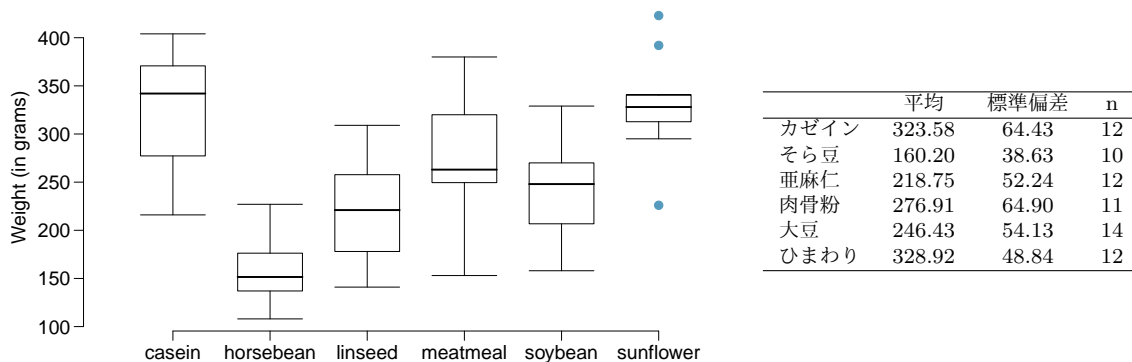 Weight (in grams)
400
350
300
250
200
150
100
casein horsebean linseed meatmeal soybean sunflower
平均 標準偏差 n
カゼイン 323.58 64.43 12
そら豆 160.20 38.63 10
亜麻仁 218.75 52.24 12
肉骨粉 276.91 64.90 11
大豆 246.43 54.13 14
ひまわり 328.92 48.84 12